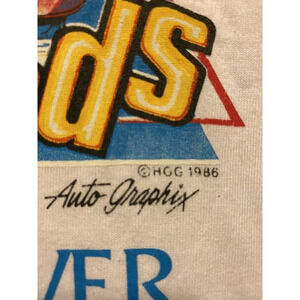 ds
©HOG 1986
Auto Graphix
VER